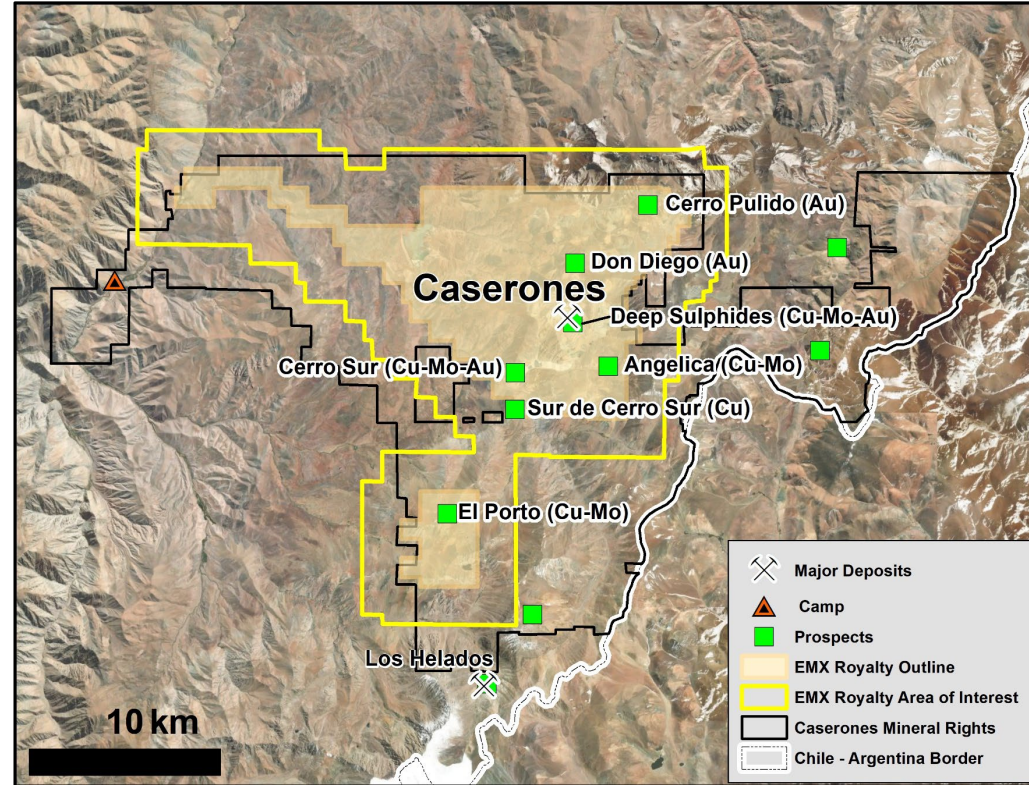 Cerro Pulido (Au)
Don Diego (Au)
Caserones
Deep Sulphides (Cu-Mo-Au)
Cerro Sur (Cu-Mo-Au)
Angelica (Cu-Mo)
Sur de Cerro Sur (Cu)
El Porto (Cu-Mo)
Los Helados
10 km
Major Deposits
Camp
Prospects
EMX Royalty Outline
EMX Royalty Area of Interest
Caserones Mineral Rights
Chile - Argentina Border